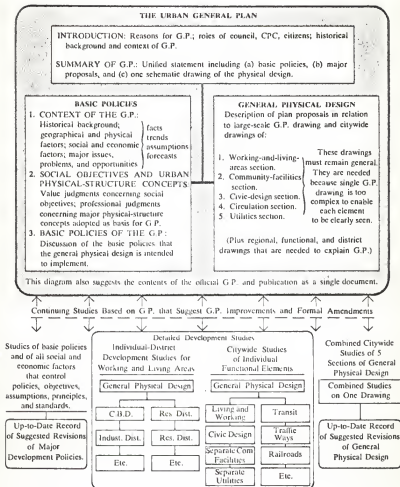 THE URBAN GENERAL PLAN
INTRODUCTION: Reasons for G.P.; roles of council, CPC, citizens; historical
background and context of G.P.
SUMMARY OF G.P.: Unified statement including (a) basic policies, (b) major
proposals, and (c) one schematic drawing of the physical design.
BASIC POLICIES
1. CONTEXT OF THE G.P.:
Historical background;
geographical and physical
factors; social and economic
factors; major issues,
problems, and opportunities
facts
trends
assumptions
forecasts
2. SOCIAL OBJECTIVES AND URBAN
PHYSICAL-STRUCTURE CONCEPTS:
Value judgments concerning social
objectives; professional judgments
concerning major physical-structure
concepts adopted as basis for G.P.
3. BASIC POLICIES OF THE G.P.:
Discussion of the basic policies that
the general physical design is intended
to implement.
GENERAL PHYSICAL DESIGN
Description of plan proposals in relation
to large-scale G.P. drawing and citywide
drawings of:
1. Working-and-living-
areas section.
2. Community-facilities
section.
3. Civic-design section.
4. Circulation section.
5 Utilities section.
These drawings
must remain general.
They are needed
because single G.P.
drawing is too
complex to enable
each element
to be clearly seen.
(Plus regional, functional, and district
drawings that are needed to explain G.P.)
This diagram also suggests the contents of the official G.P. and publication as a single document.
Continuing Studies Based on G.P. that Suggest G.P. Improvements and Formal Amendments
Studies of basic policies
and of all social and
economic factors
that control
policies, objectives,
assumptions, principles,
and standards.
Up-to-Date Record
of Suggested Revisions
of Major
Development Policies.
Detailed Development Studies
Individual-District
Development Studies for
Working and Living Areas
General Physical Design
C.B.D.
Res. Dist.
Indust. Dist.
Res. Dist.
Etc.
Etc.
Citywide Studies
of Individual
Functional Elements
General Physical Design
Living and
Working
Transit
Civic Design
Traffic
Ways
Separate Com
Facilities
Railroads
Separate
Utilities
Etc.
Combined Citywide
Studies of 5
Sections of General
Physical Design
Combined Studies
on One Drawing
Up-to-Date Record
of Suggested Revisions
of General
Physical Design